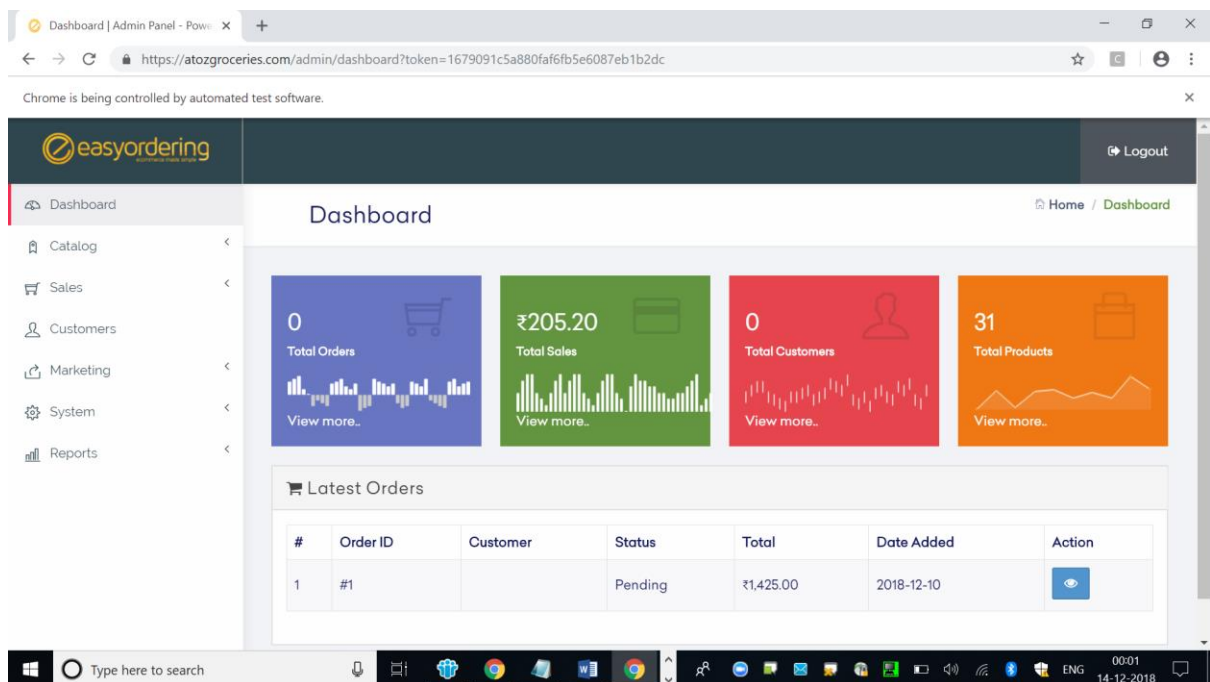 Dashboard | Admin Panel - Powe
https://atozgroceries.com/admin/dashboard?token=1679091c5a880faf6fb5e6087eb1b2dc
Chrome is being controlled by automated test software.
easyordering
ecommerce made simple
Logout
Dashboard
Catalog
Sales
Customers
Marketing
System
Reports
Dashboard
Home / Dashboard
0
Total Orders
View more..
₹205.20
Total Sales
View more..
0
Total Customers
View more..
31
Total Products
View more..
Latest Orders
# Order ID Customer Status Total Date Added Action
1 #1 Pending ₹1,425.00 2018-12-10
Type here to search
ENG
00:01
14-12-2018